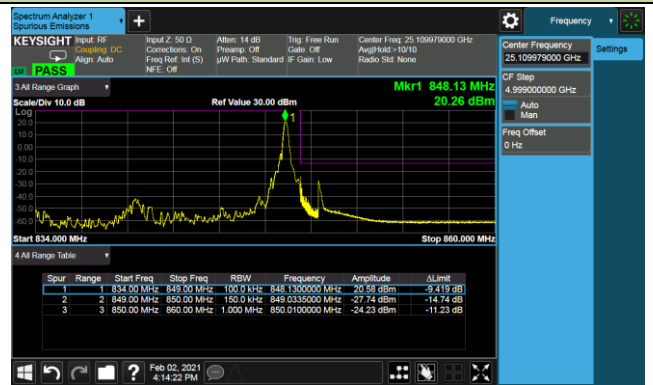 Spectrum Analyzer 1
Spurious Emissions
Frequency
KEYSIGHT
Input: RF
Coupling: DC
Align: Auto
Input Z: 50 Ω
Corrections: On
Freq Ref: Int (S)
NFE: Off
Atten: 14 dB
Preamp: Off
µW Path: Standard
Trig: Free Run
Gate: Off
IF Gain: Low
Center Freq: 25.109979000 GHz
Avg|Hold:>10/10
Radio Std: None
PASS
Center Frequency
25.109979000 GHz
Settings
CF Step
4.999000000 GHz
Auto
Man
Freq Offset
0 Hz
3 All Range Graph
Mkr1 848.13 MHz
Scale/Div 10.0 dB
Ref Value 30.00 dBm
20.26 dBm
Log
1
20.0
10.0
0.00
-10.0
-20.0
-30.0
-40.0
-50.0
-60.0
Start 834.000 MHz
Stop 860.000 MHz
4 All Range Table
Spur Range Start Freq Stop Freq RBW Frequency Amplitude ΔLimit
1 1 834.00 MHz 849.00 MHz 100.0 kHz 848.1300000 MHz 20.58 dBm -9.419 dB
2 2 849.00 MHz 850.00 MHz 150.0 kHz 849.0335000 MHz -27.74 dBm -14.74 dB
3 3 850.00 MHz 860.00 MHz 1.000 MHz 850.0100000 MHz -24.23 dBm -11.23 dB
?
Feb 02, 2021
4:14:22 PM